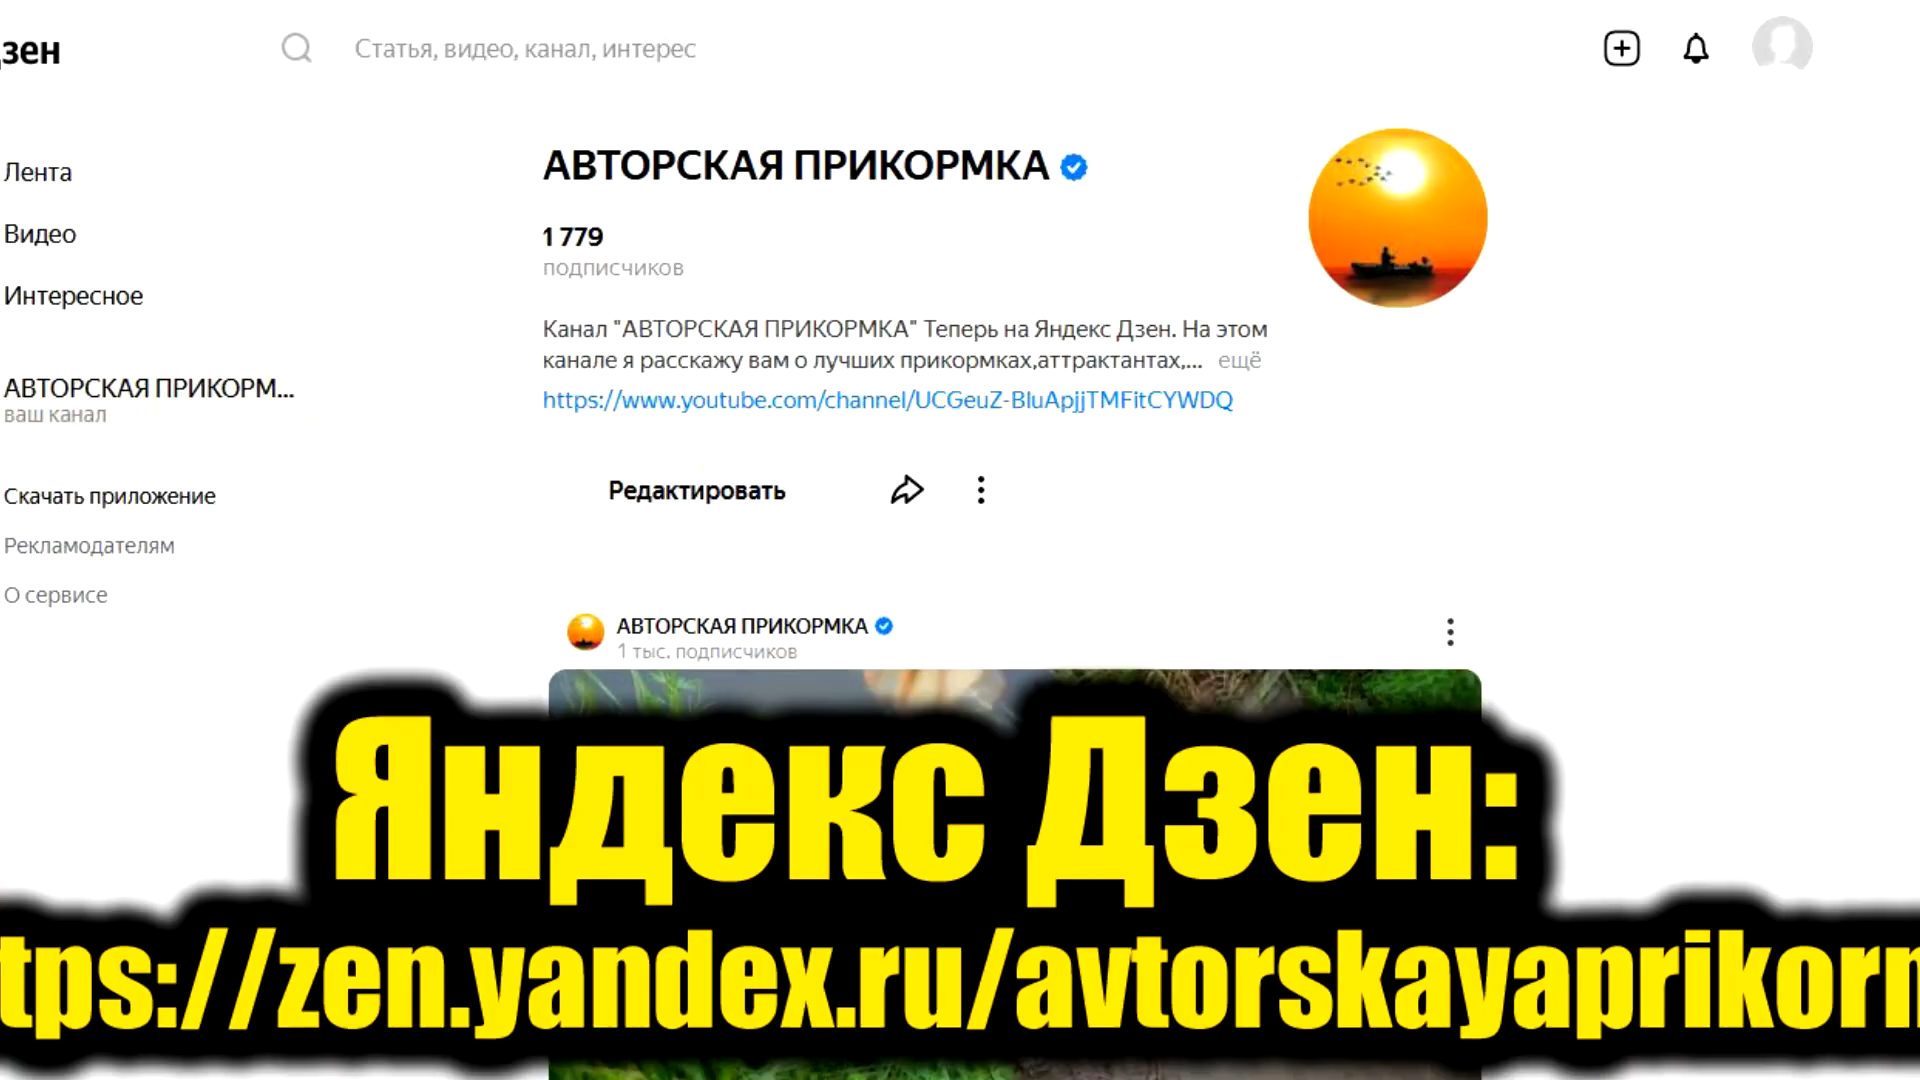 зен
Статья, видео, канал, интерес
Лента
Видео
Интересное
АВТОРСКАЯ ПРИКОРМ...
ваш канал
Скачать приложение
Рекламодателям
О сервисе
АВТОРСКАЯ ПРИКОРМКА
1 779
подписчиков
Канал "АВТОРСКАЯ ПРИКОРМКА" Теперь на Яндекс Дзен. На этом
канале я расскажу вам о лучших прикормках,аттрактантах,... ещё
https://www.youtube.com/channel/UCGeuZ-BluApjjTMFitCYWDQ
Редактировать
АВТОРСКАЯ ПРИКОРМКА
1 тыс. подписчиков
Яндекс Дзен:
tps://zen.yandex.ru/avtorskayaprikorm